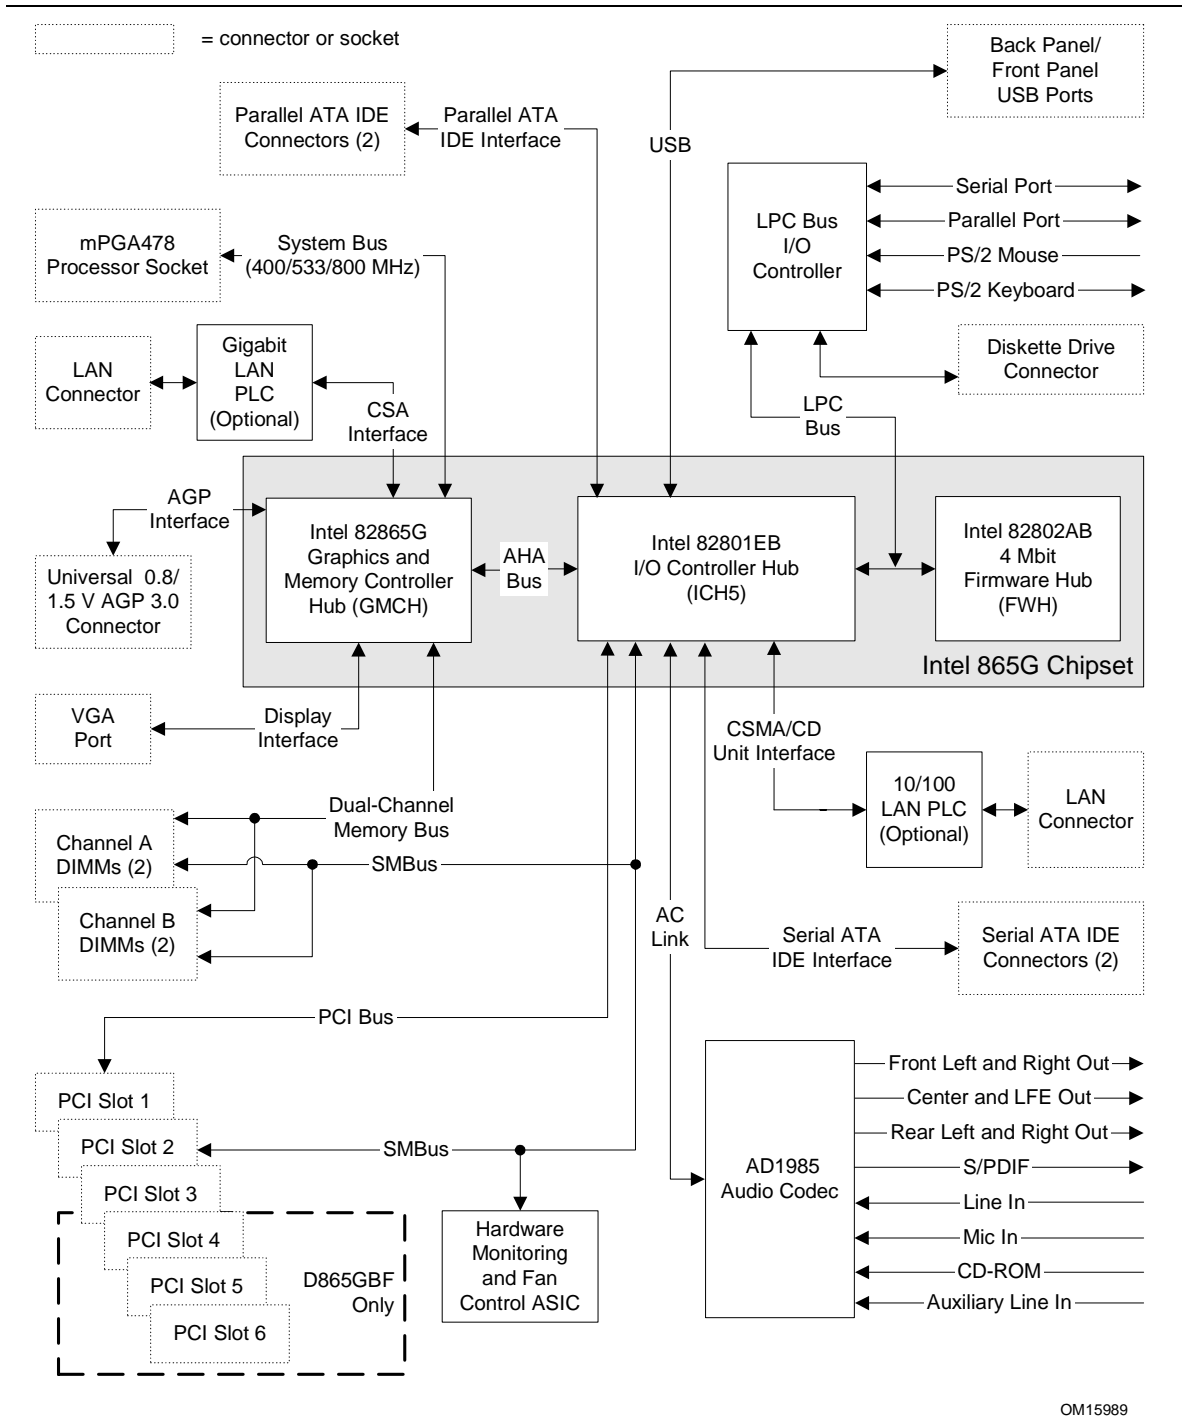 = connector or socket
Back Panel/
Front Panel
USB Ports
Parallel ATA IDE
Connectors (2)
Parallel ATA
IDE Interface
USB
LPC Bus
I/O
Controller
Serial Port
Parallel Port
PS/2 Mouse
PS/2 Keyboard
mPGA478
Processor Socket
System Bus
(400/533/800 MHz)
LAN
Connector
Gigabit
LAN
PLC
(Optional)
CSA
Interface
Diskette Drive
Connector
LPC
Bus
AGP
Interface
Universal 0.8/
1.5 V AGP 3.0
Connector
Intel 82865G
Graphics and
Memory Controller
Hub (GMCH)
AHA
Bus
Intel 82801EB
I/O Controller Hub
(ICH5)
Intel 82802AB
4 Mbit
Firmware Hub
(FWH)
Intel 865G Chipset
VGA
Port
Display
Interface
CSMA/CD
Unit Interface
10/100
LAN PLC
(Optional)
LAN
Connector
Dual-Channel
Memory Bus
Channel A
DIMMs (2)
SMBus
Channel B
DIMMs (2)
AC
Link
Serial ATA
IDE Interface
Serial ATA IDE
Connectors (2)
PCI Bus
PCI Slot 1
PCI Slot 2
PCI Slot 3
PCI Slot 4
PCI Slot 5
PCI Slot 6
D865GBF
Only
SMBus
Hardware
Monitoring
and Fan
Control ASIC
AD1985
Audio Codec
Front Left and Right Out
Center and LFE Out
Rear Left and Right Out
S/PDIF
Line In
Mic In
CD-ROM
Auxiliary Line In
OM15989